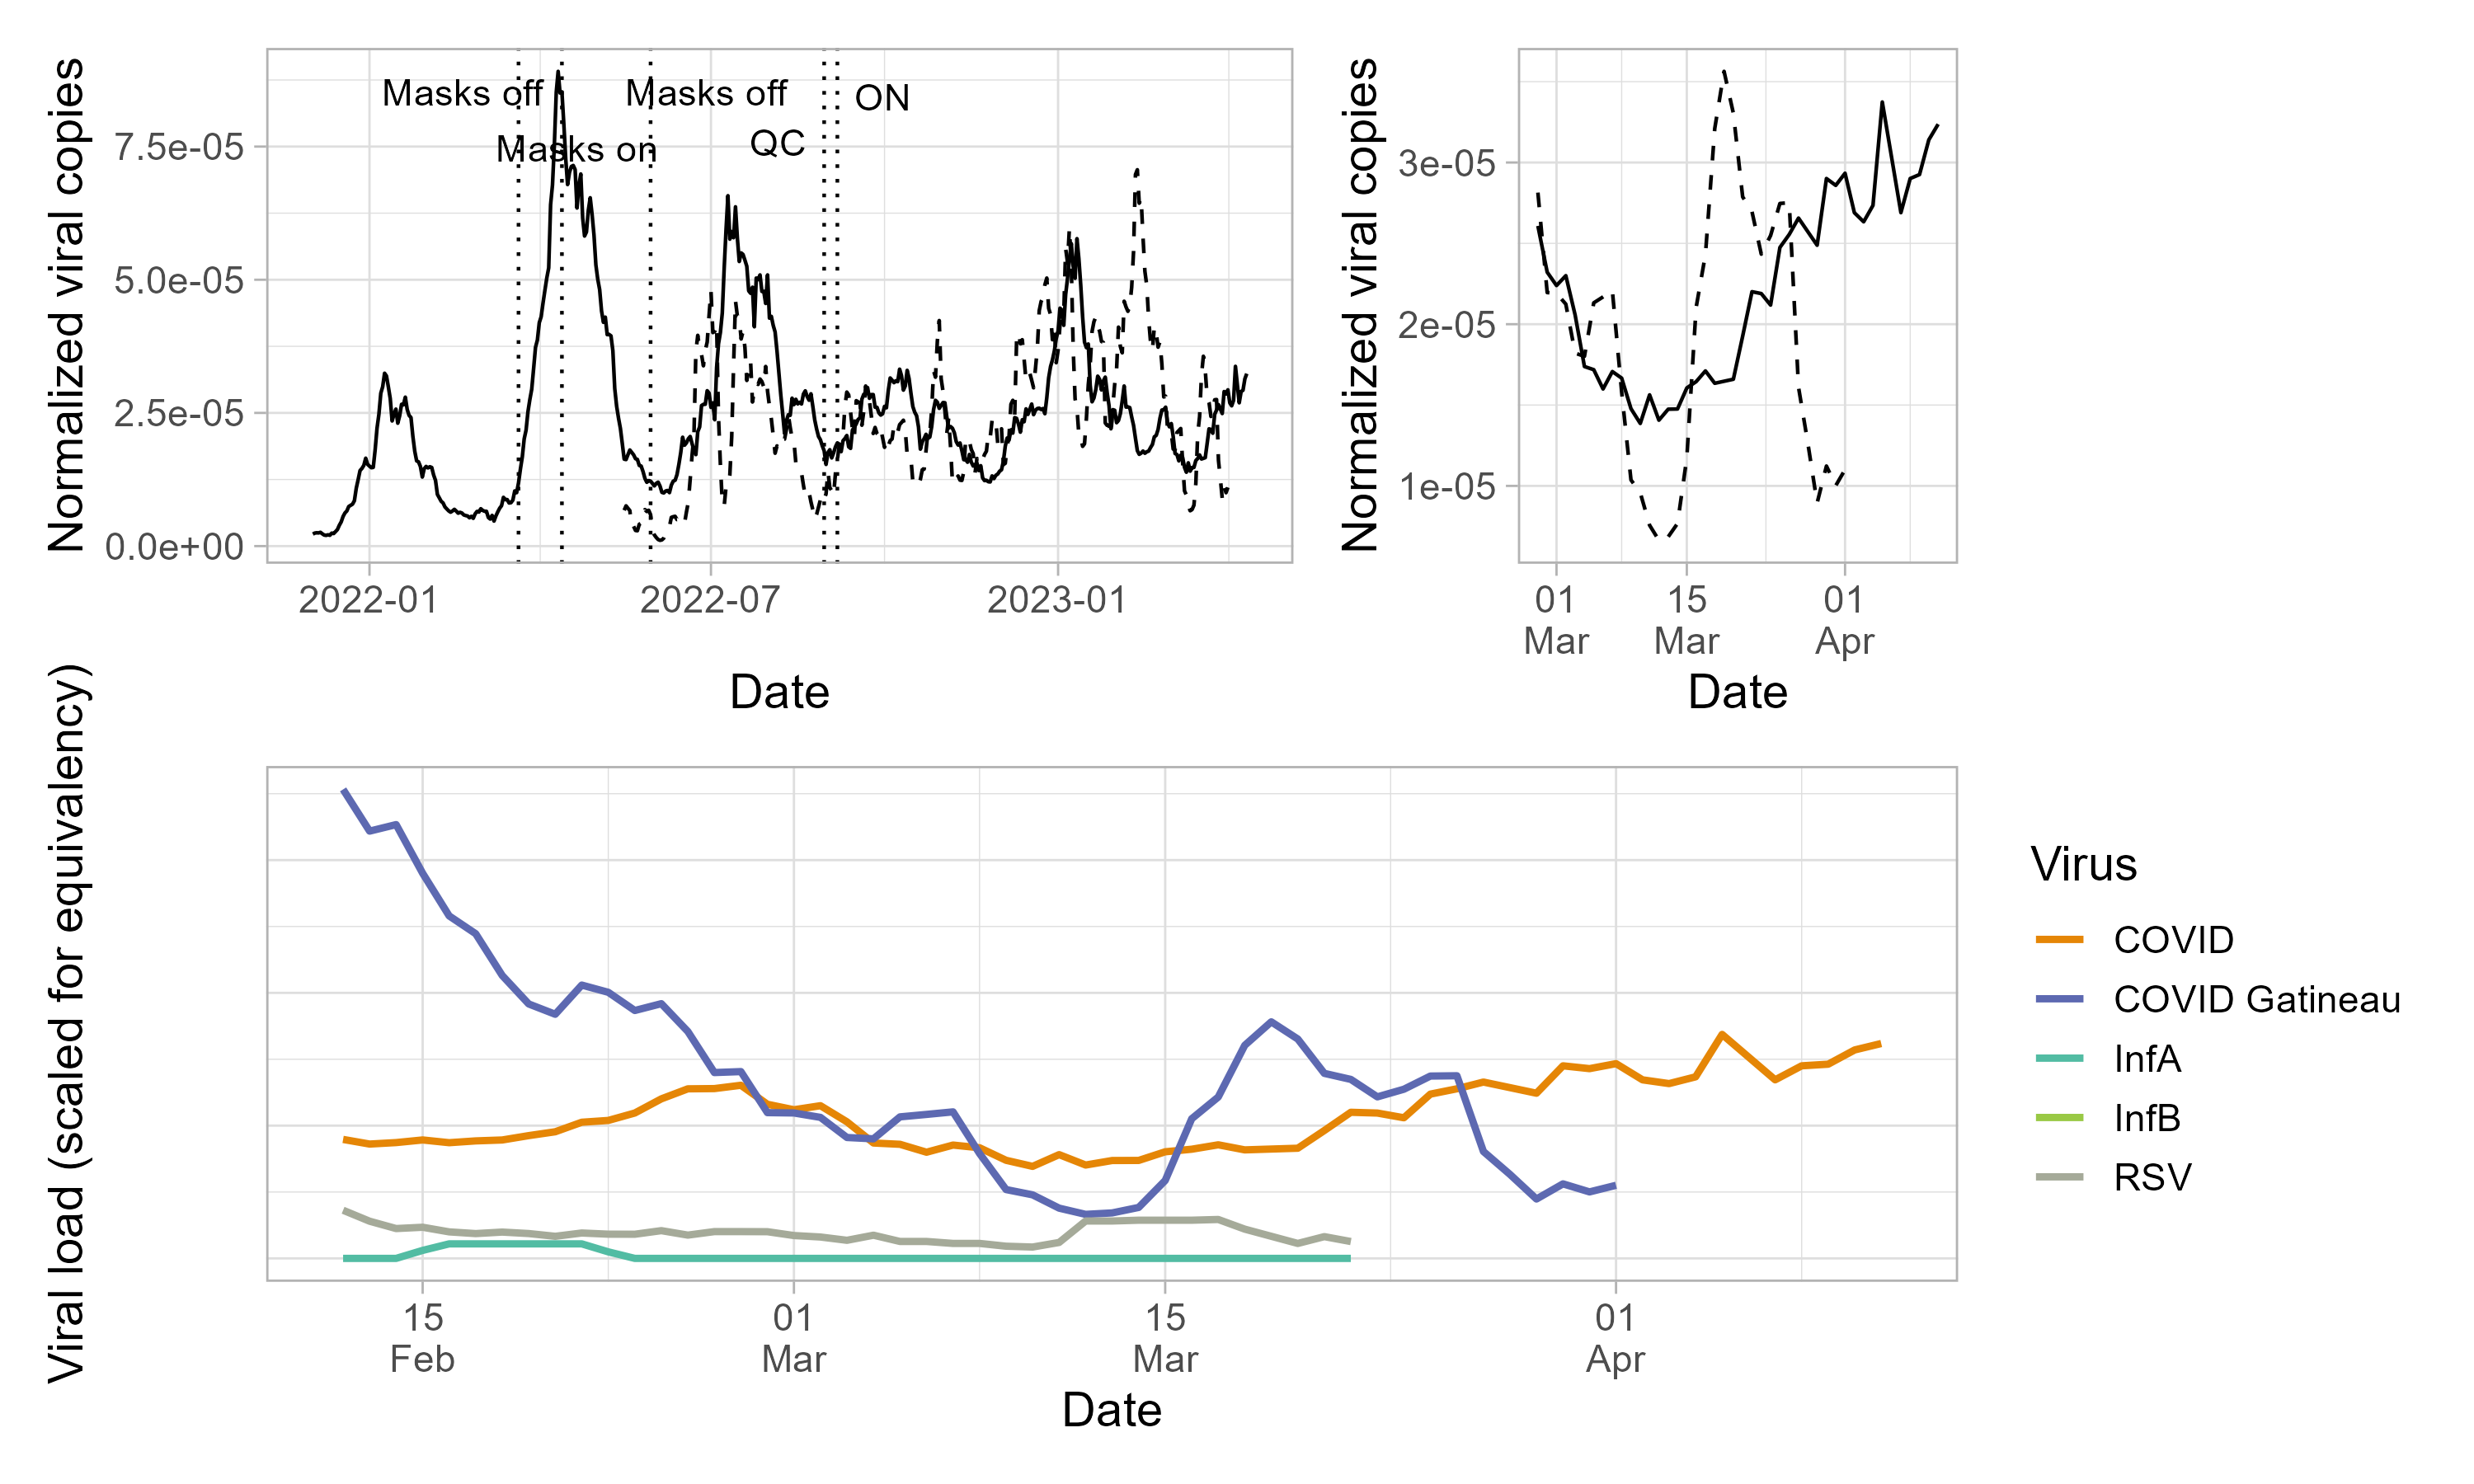 Normalized viral copies
7.5e-05
5.0e-05
2.5e-05
0.0e+00
Masks off
Masks on
Masks off
QC
ON
2022-01
2022-07
2023-01
Date
Normalized viral copies
3e-05
2e-05
1e-05
01
Mar
15
Mar
01
Apr
Date
Viral load (scaled for equivalency)
15
Feb
01
Mar
15
Mar
01
Apr
Date
Virus
COVID
COVID Gatineau
InfA
InfB
RSV